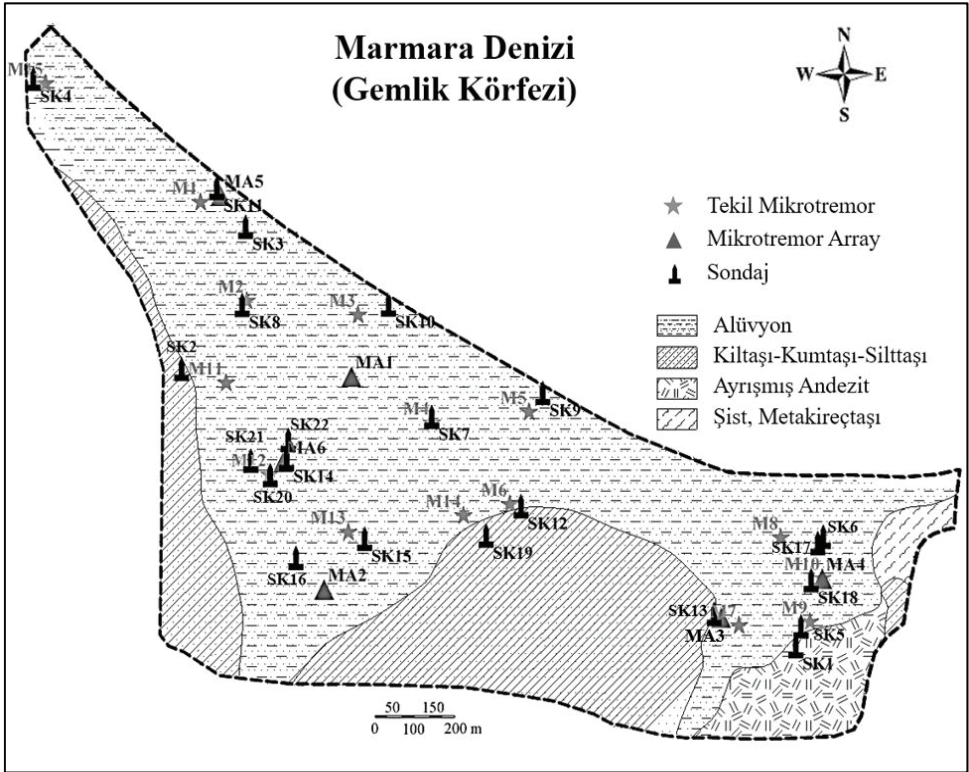 Marmara Denizi
(Gemlik Körfezi)
N
W E
S
M15
SK4
MA5
M1
SK11
SK3
Tekil Mikrotremor
Mikrotremor Array
Sondaj
M2
M3
SK8
SK10
Alüvyon
Kiltaşı-Kumtaşı-Silttaşı
Ayrışmış Andezit
Şist, Metakireçtaşı
SK2
M11
MA1
M5
SK9
M4
SK7
SK22
SK21
MA6
SK14
SK20
M14
M6
SK12
M13
SK15
SK19
SK16
MA2
M8
SK6
SK17
M10
MA4
SK18
SK13
MA3
M9
SK5
SK1
50 150
0 100 200 m